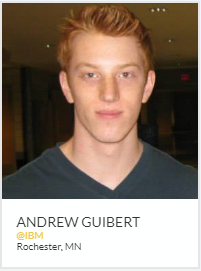 ANDREW GUIBERT
@IBM
Rochester, MN